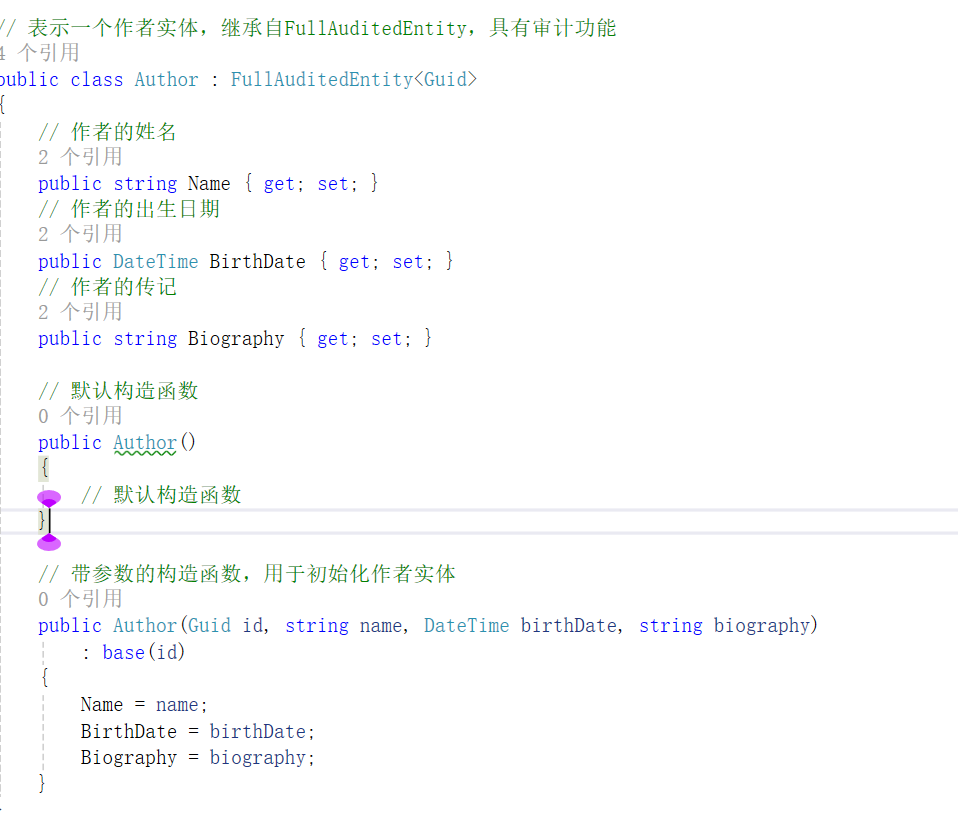 // 表示一个作者实体，继承自FullAuditedEntity，具有审计功能
4 个引用
public class Author : FullAuditedEntity<Guid>
{
// 作者的姓名
2 个引用
public string Name { get; set; }
// 作者的出生日期
2 个引用
public DateTime BirthDate { get; set; }
// 作者的传记
2 个引用
public string Biography { get; set; }
// 默认构造函数
0 个引用
public Author()
{
// 默认构造函数
}
// 带参数的构造函数，用于初始化作者实体
0 个引用
public Author(Guid id, string name, DateTime birthDate, string biography)
: base(id)
{
Name = name;
BirthDate = birthDate;
Biography = biography;
}